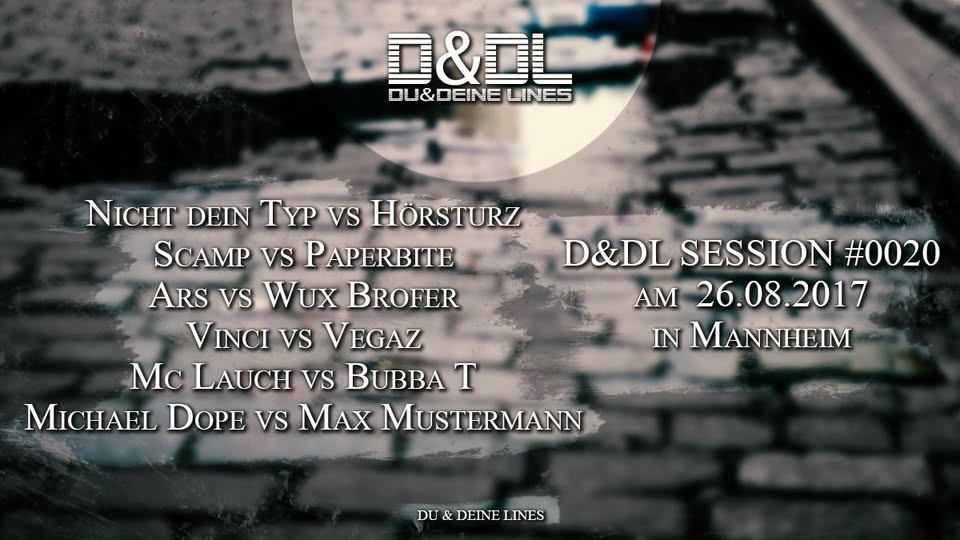 D&DL
DU&DEINE LINES
Nicht dein Typ vs Hörsturz
Scamp vs Paperbite
Ars vs Wux Brofer
Vinci vs Vegaz
Mc Lauch vs Bubba T
Michael Dope vs Max Mustermann
D&DL SESSION #0020
am 26.08.2017
in Mannheim
DU & DEINE LINES